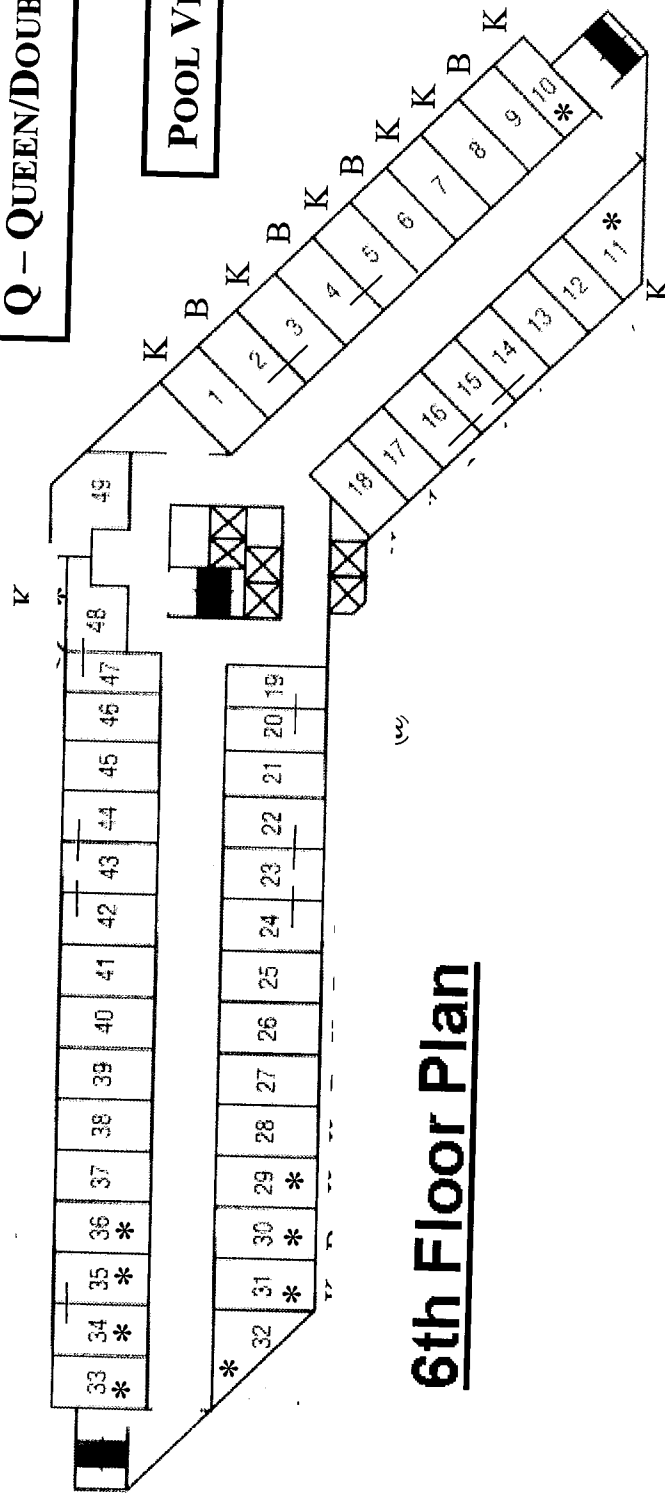 Q – QUEEN/DOUB
POOL VI
K B K B K B K K B K
1 2 3 4 5 6 7 8 9 10 *
18 17 16 15 14 13 12 11 *
K
49
K
48 47 46 45 44 43 42 41 40 39 38 37 36 * 35 * 34 * 33 *
19 20 21 22 23 24 25 26 27 28 29 * 30 * 31 * 32 *
6th Floor Plan